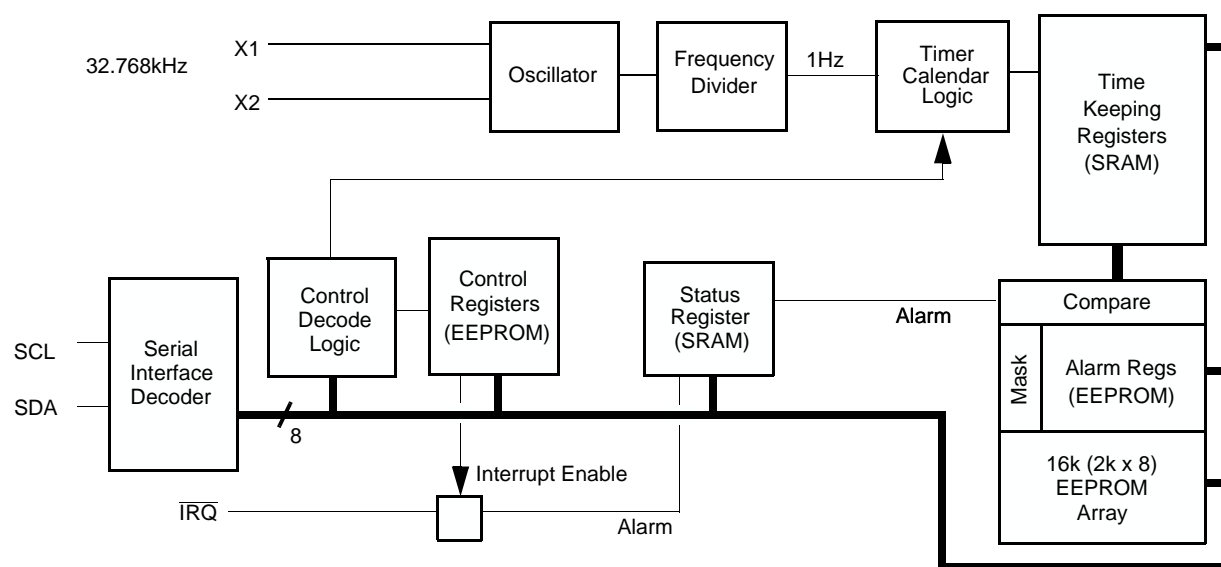 32.768kHz
X1
X2
Oscillator
Frequency
Divider
1Hz
Timer
Calendar
Logic
Time
Keeping
Registers
(SRAM)
SCL
SDA
Serial
Interface
Decoder
8
Control
Decode
Logic
Control
Registers
(EEPROM)
Status
Register
(SRAM)
Alarm
Compare
Mask
Alarm Regs
(EEPROM)
16k (2k x 8)
EEPROM
Array
Interrupt Enable
IRQ
Alarm